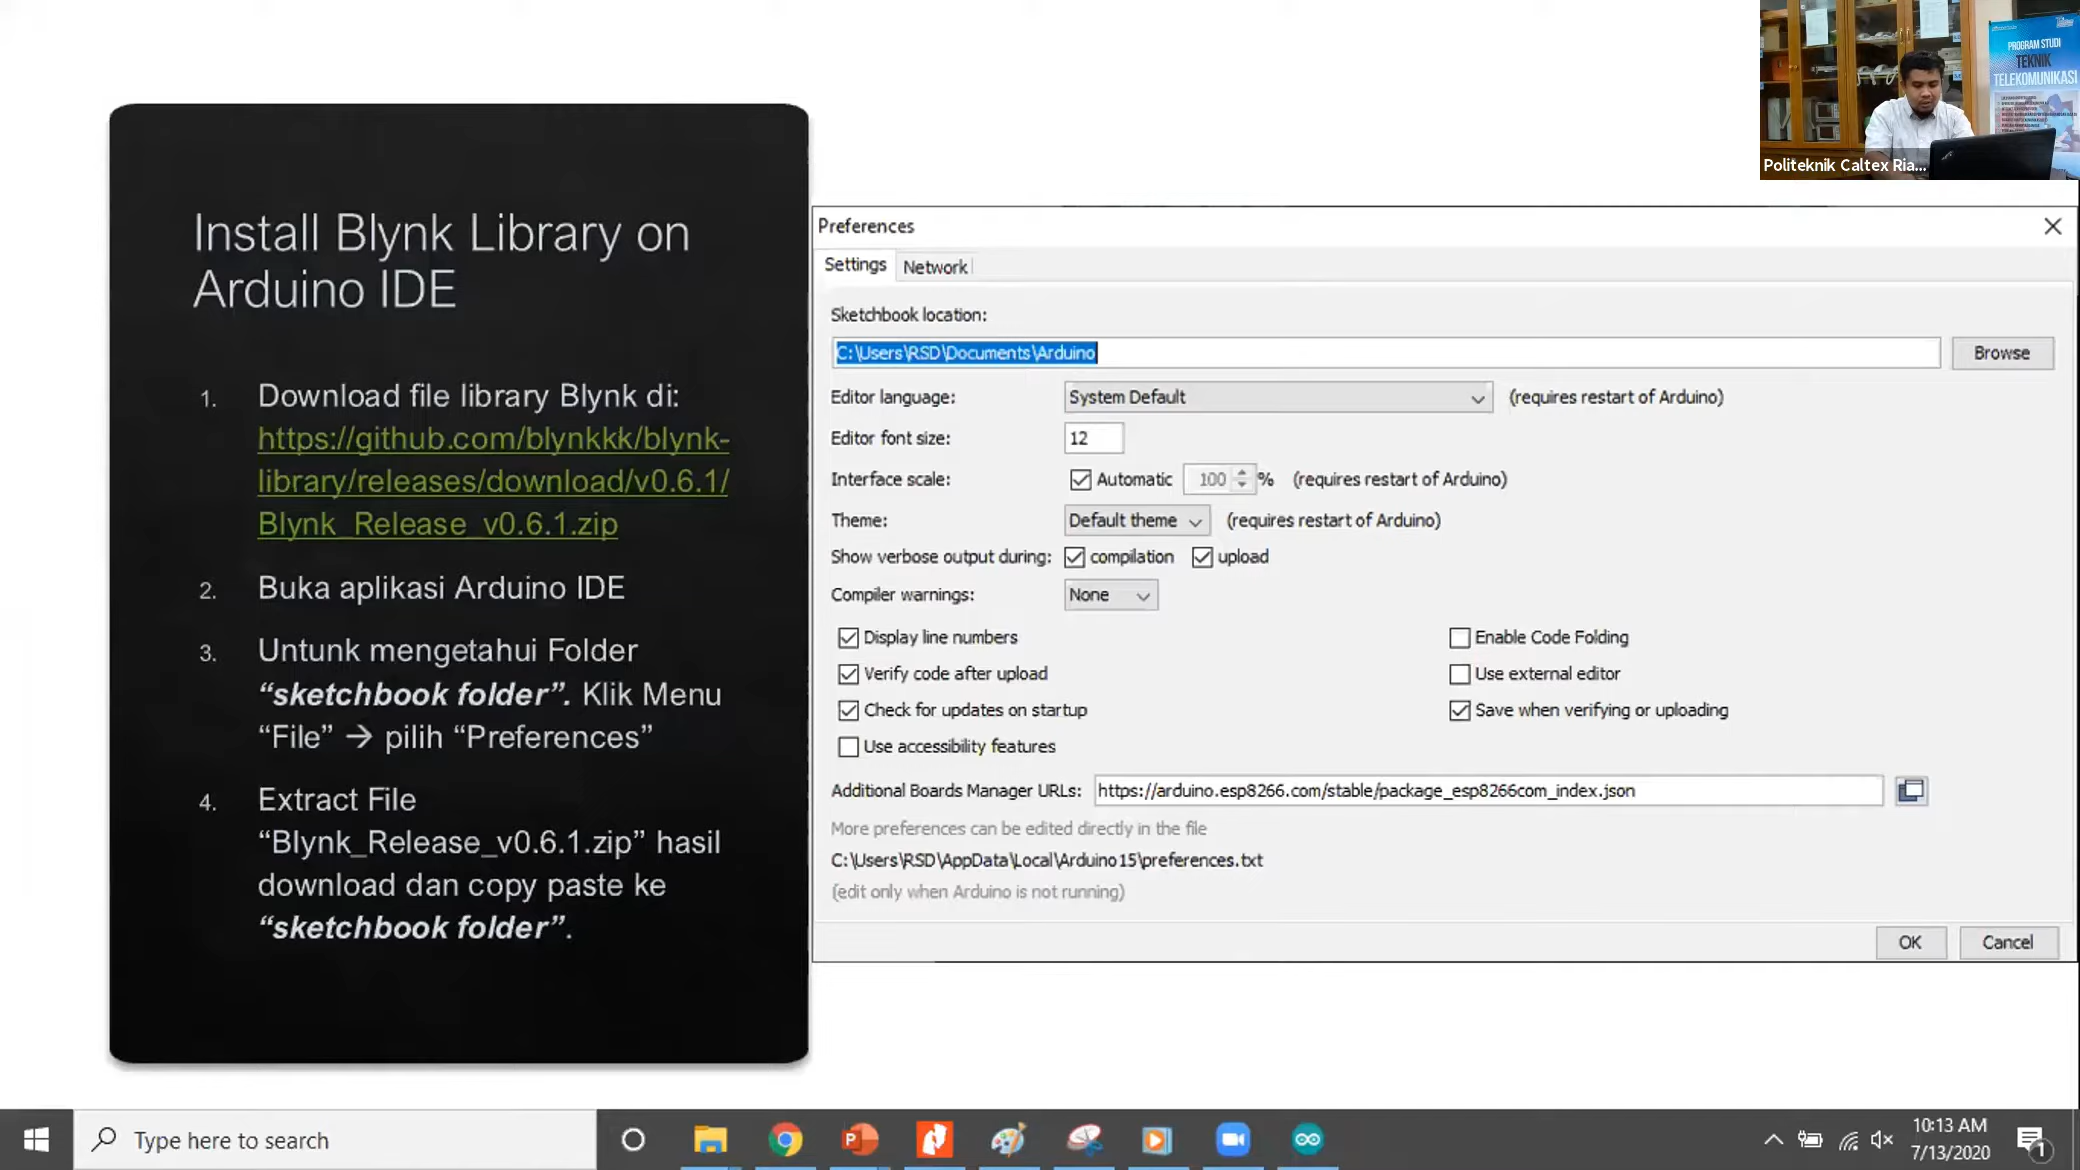 PROGRAM STUDI
TEKNIK
TELEKOMUNIKASI
Politeknik Caltex Ria...
Install Blynk Library on
Arduino IDE
1. Download file library Blynk di:
https://github.com/blynkkk/blynk-
library/releases/download/v0.6.1/
Blynk_Release_v0.6.1.zip
2. Buka aplikasi Arduino IDE
3. Untunk mengetahui Folder
“sketchbook folder”. Klik Menu
“File” → pilih “Preferences”
4. Extract File
“Blynk_Release_v0.6.1.zip” hasil
download dan copy paste ke
“sketchbook folder”.
Preferences
Settings Network
Sketchbook location:
C:\Users\RSD\Documents\Arduino Browse
Editor language: System Default (requires restart of Arduino)
Editor font size: 12
Interface scale: Automatic 100 % (requires restart of Arduino)
Theme: Default theme (requires restart of Arduino)
Show verbose output during: compilation upload
Compiler warnings: None
Display line numbers Enable Code Folding
Verify code after upload Use external editor
Check for updates on startup Save when verifying or uploading
Use accessibility features
Additional Boards Manager URLs: https://arduino.esp8266.com/stable/package_esp8266com_index.json
More preferences can be edited directly in the file
C:\Users\RSD\AppData\Local\Arduino15\preferences.txt
(edit only when Arduino is not running)
OK Cancel
Type here to search
10:13 AM
7/13/2020
1